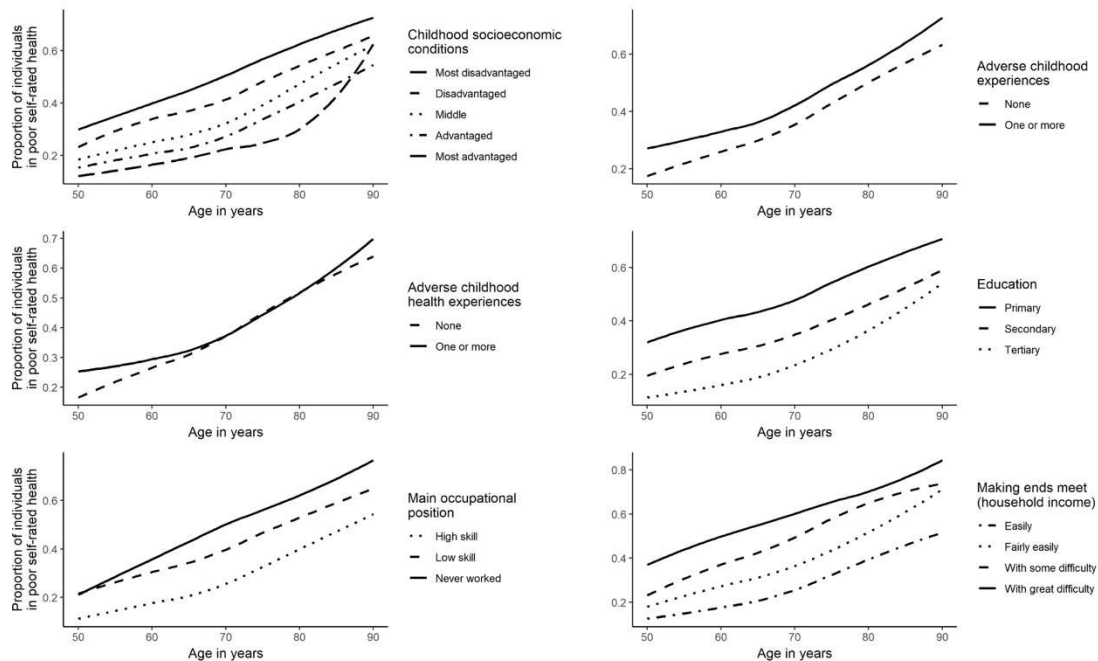 Proportion of individuals
in poor self-rated health
0.6
0.4
0.2
50 60 70 80 90
Age in years
Childhood socioeconomic
conditions
Most disadvantaged
Disadvantaged
Middle
Advantaged
Most advantaged
0.6
0.4
0.2
50 60 70 80 90
Age in years
Adverse childhood
experiences
None
One or more
Proportion of individuals
in poor self-rated health
0.7
0.6
0.5
0.4
0.3
0.2
50 60 70 80 90
Age in years
Adverse childhood
health experiences
None
One or more
0.6
0.4
0.2
50 60 70 80 90
Age in years
Education
Primary
Secondary
Tertiary
Proportion of individuals
in poor self-rated health
0.6
0.4
0.2
50 60 70 80 90
Age in years
Main occupational
position
High skill
Low skill
Never worked
0.8
0.6
0.4
0.2
50 60 70 80 90
Age in years
Making ends meet
(household income)
Easily
Fairly easily
With some difficulty
With great difficulty